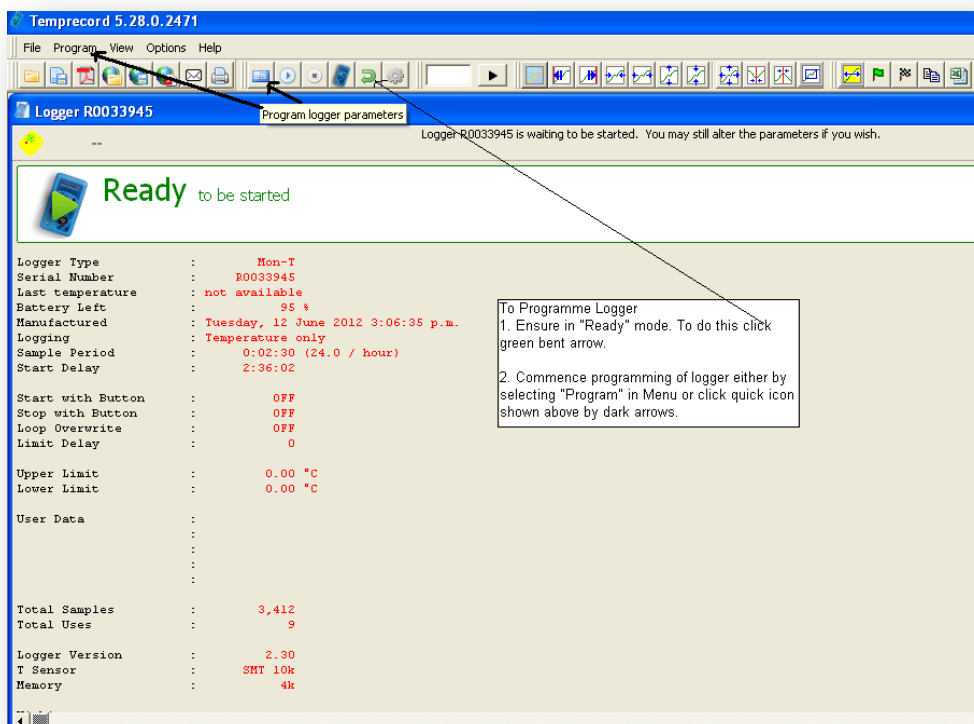 Temprecord 5.28.0.2471
File Program View Options Help
Program logger parameters
Logger R0033945
Logger R0033945 is waiting to be started. You may still alter the parameters if you wish.
--
Ready to be started
Logger Type : Mon-T
Serial Number : R0033945
Last temperature : not available
Battery Left : 95 %
Manufactured : Tuesday, 12 June 2012 3:06:35 p.m.
Logging : Temperature only
Sample Period : 0:02:30 (24.0 / hour)
Start Delay : 2:36:02
Start with Button : OFF
Stop with Button : OFF
Loop Overwrite : OFF
Limit Delay : 0
Upper Limit : 0.00 °C
Lower Limit : 0.00 °C
User Data :
:
:
:
:
Total Samples : 3,412
Total Uses : 9
Logger Version : 2.30
T Sensor : SMT 10k
Memory : 4k
To Programme Logger
1. Ensure in "Ready" mode. To do this click
green bent arrow.
2. Commence programming of logger either by
selecting "Program" in Menu or click quick icon
shown above by dark arrows.